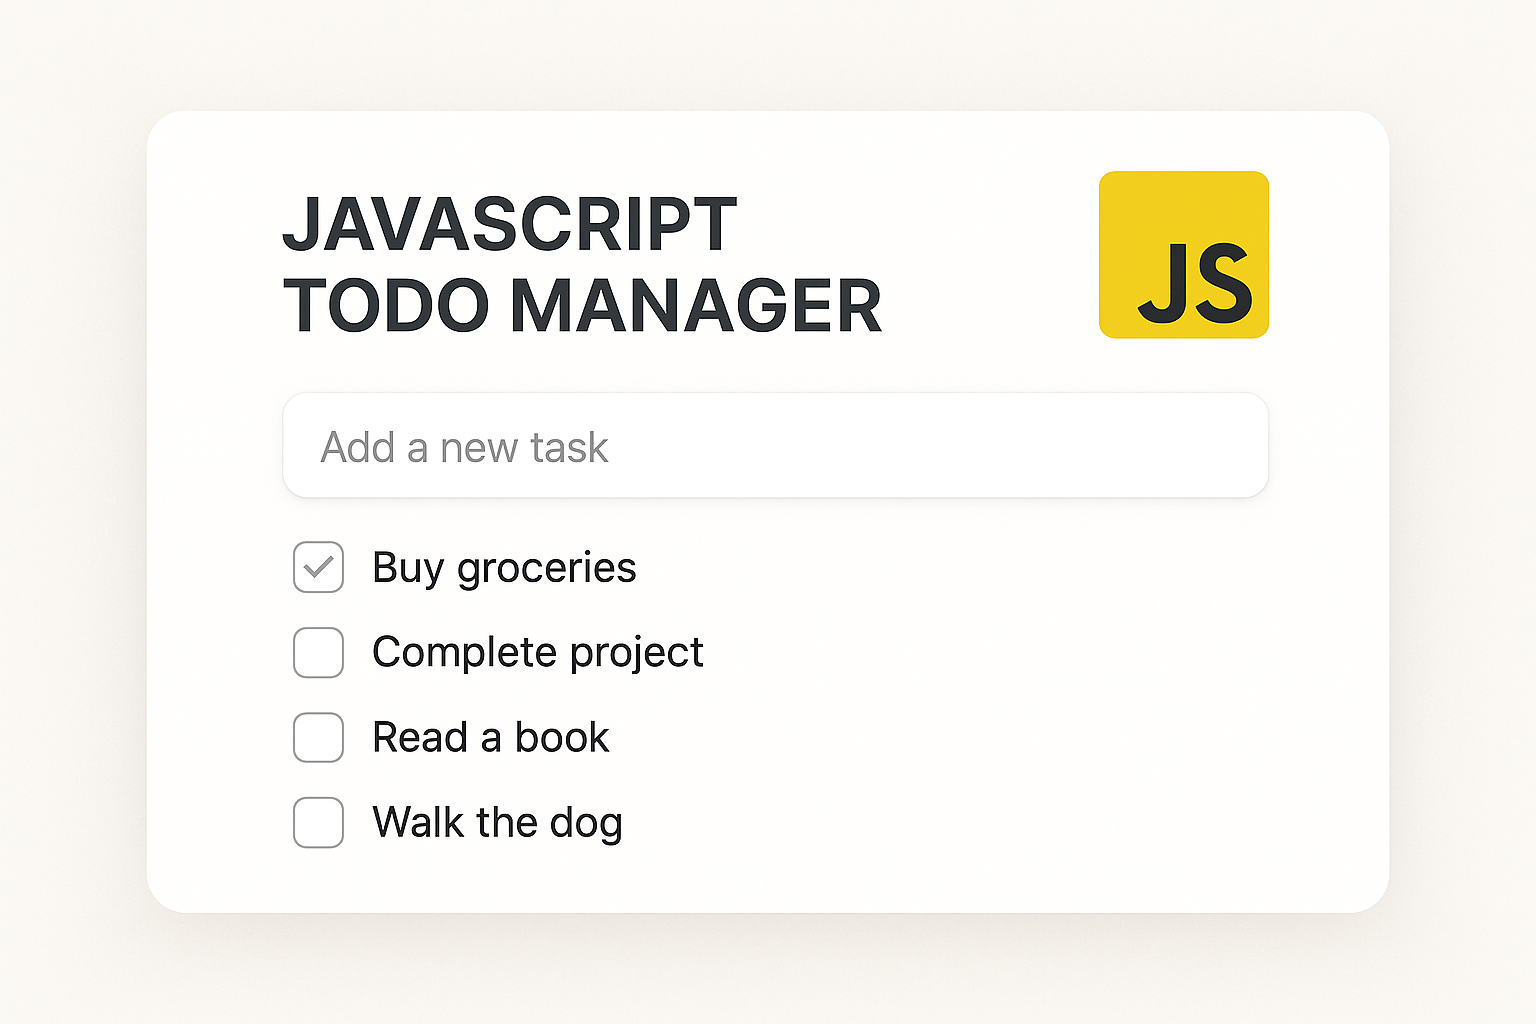 JAVASCRIPT
TODO MANAGER
JS
Add a new task
Buy groceries
Complete project
Read a book
Walk the dog